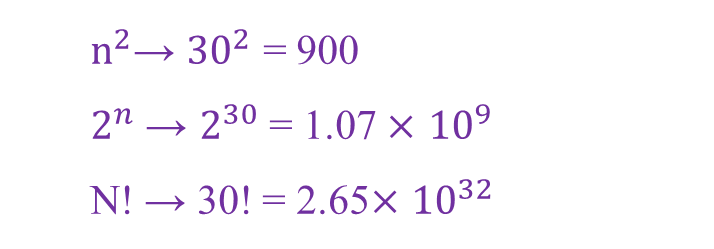 n² → 30² = 900
2ⁿ → 2³⁰ = 1.07 × 10⁹
N! → 30! = 2.65× 10³²